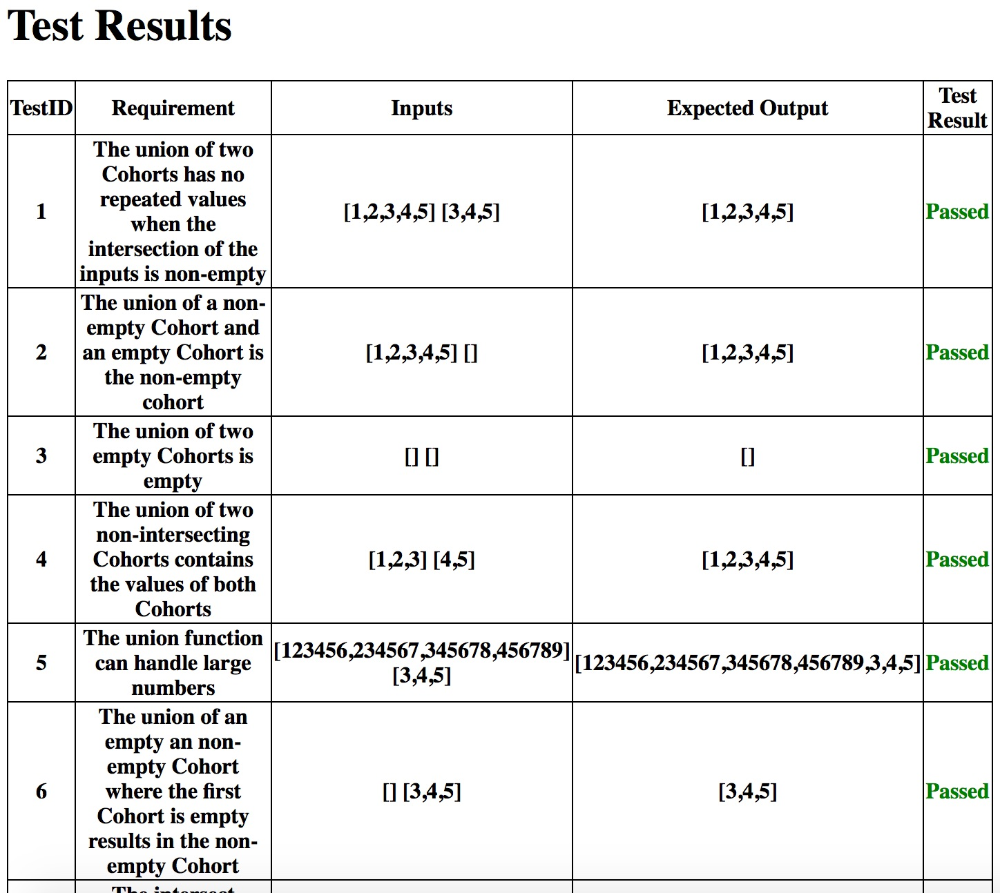 Test Results
TestID
Requirement
Inputs
Expected Output
Test
Result
1
The union of two
Cohorts has no
repeated values
when the
intersection of the
inputs is non-empty
[1,2,3,4,5] [3,4,5]
[1,2,3,4,5]
Passed
2
The union of a non-
empty Cohort and
an empty Cohort is
the non-empty
cohort
[1,2,3,4,5] []
[1,2,3,4,5]
Passed
3
The union of two
empty Cohorts is
empty
[] []
[]
Passed
4
The union of two
non-intersecting
Cohorts contains
the values of both
Cohorts
[1,2,3] [4,5]
[1,2,3,4,5]
Passed
5
The union function
can handle large
numbers
[123456,234567,345678,456789]
[3,4,5]
[123456,234567,345678,456789,3,4,5]
Passed
6
The union of an
empty an non-
empty Cohort
where the first
Cohort is empty
results in the non-
empty Cohort
[] [3,4,5]
[3,4,5]
Passed
The intersect